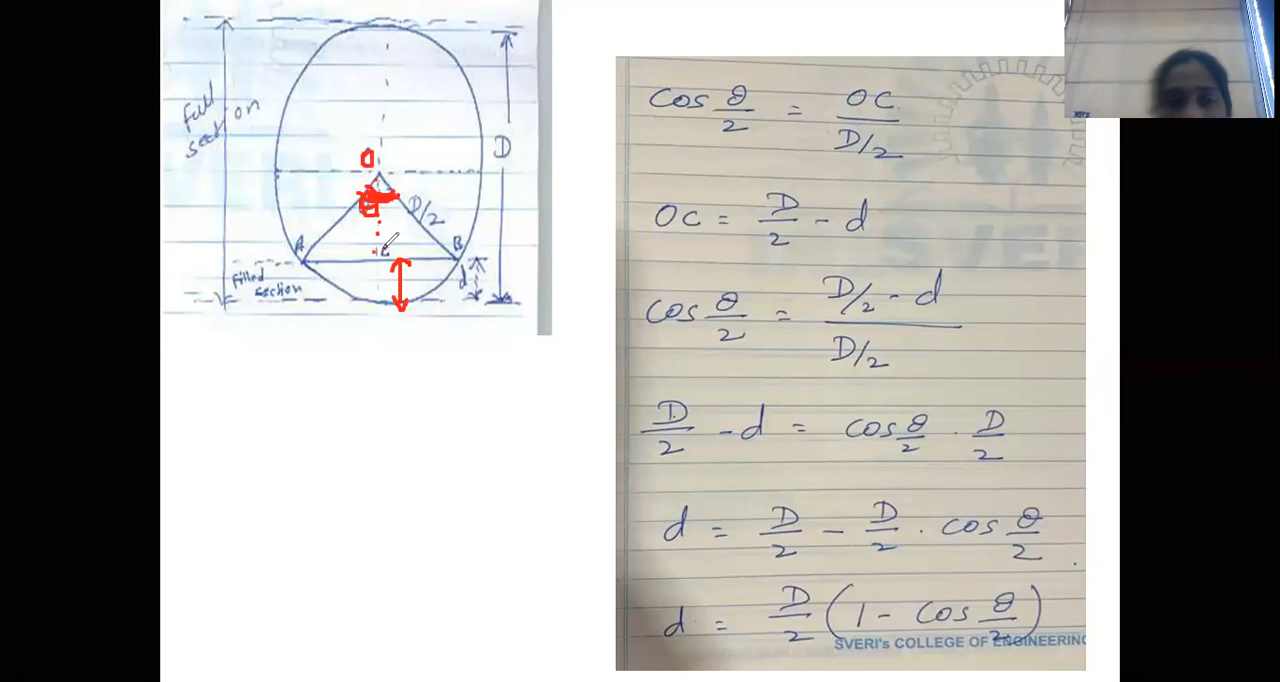 Full
section
D
O
θ
D/2
A
C
B
Filled
section
d
cos θ/2 = OC / D/2
OC = D/2 - d
cos θ/2 = D/2 - d / D/2
D/2 - d = cos θ/2 . D/2
d = D/2 - D/2 . cos θ/2
d = D/2 (1 - cos θ/2)
SVERI's COLLEGE OF ENGINEERING